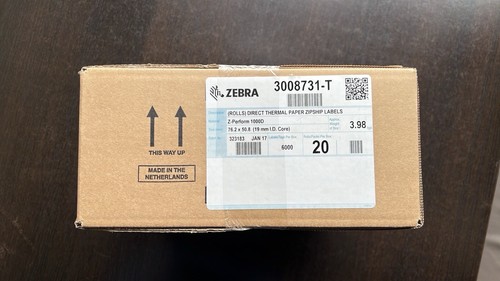 ZEBRA
3008731-T
(ROLLS) DIRECT THERMAL PAPER ZIPSHIP LABELS
Z-Perform 1000D
76.2 x 50.8 (19 mm I.D. Core)
3.98
323183 JAN 17
6000
20
THIS WAY UP
MADE IN THE
NETHERLANDS